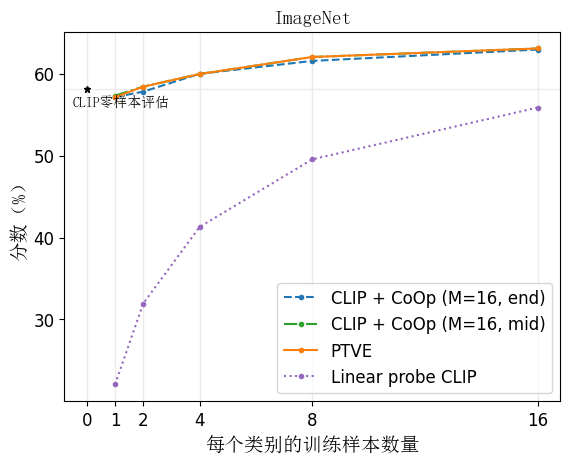 ImageNet
60
50
40
30
分数（%）
CLIP零样本评估
CLIP + CoOp (M=16, end)
CLIP + CoOp (M=16, mid)
PTVE
Linear probe CLIP
0 1 2 4 8 16
每个类别的训练样本数量